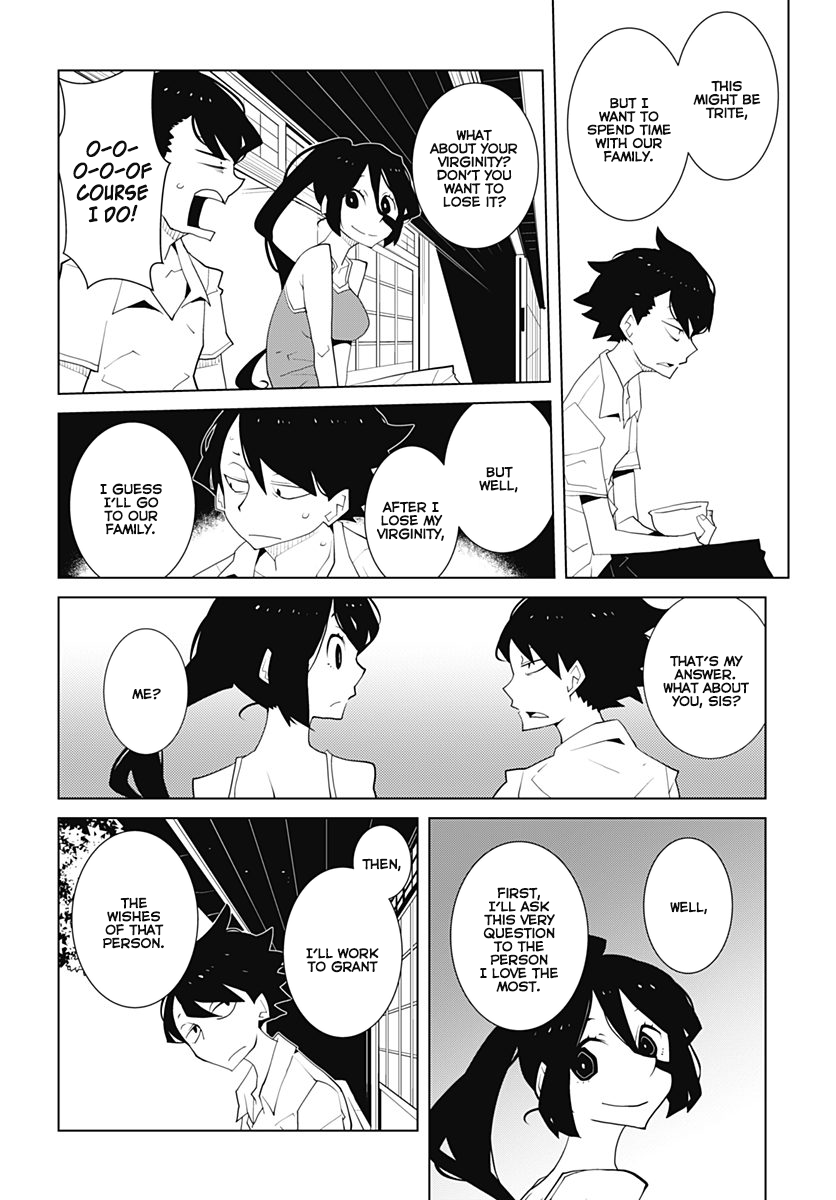 THIS
MIGHT BE
TRITE,
BUT I
WANT TO
SPEND TIME
WITH OUR
FAMILY.
WHAT
ABOUT YOUR
VIRGINITY?
DON'T YOU
WANT TO
LOSE IT?
O-O-
O-O-OF
COURSE
I DO!
BUT
WELL,
AFTER I
LOSE MY
VIRGINITY,
I GUESS
I'LL GO
TO OUR
FAMILY.
THAT'S MY
ANSWER.
WHAT ABOUT
YOU, SIS?
ME?
WELL,
FIRST,
I'LL ASK
THIS VERY
QUESTION
TO THE
PERSON
I LOVE THE
MOST.
THEN,
I'LL WORK
TO GRANT
THE
WISHES
OF THAT
PERSON.